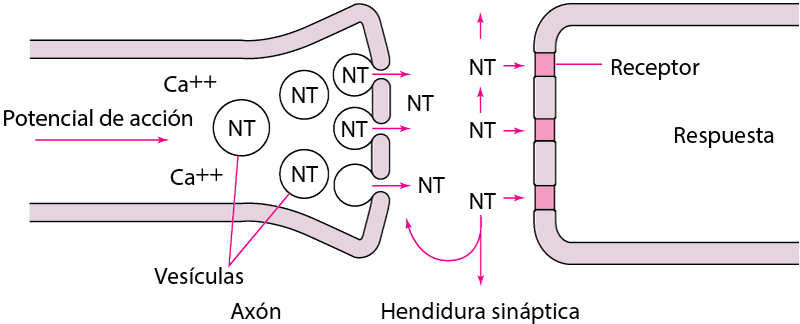 Ca++
Potencial de acción
NT
Ca++
NT
NT
NT
NT
NT
NT
NT
NT
NT
Receptor
Respuesta
Vesículas
Axón
Hendidura sináptica